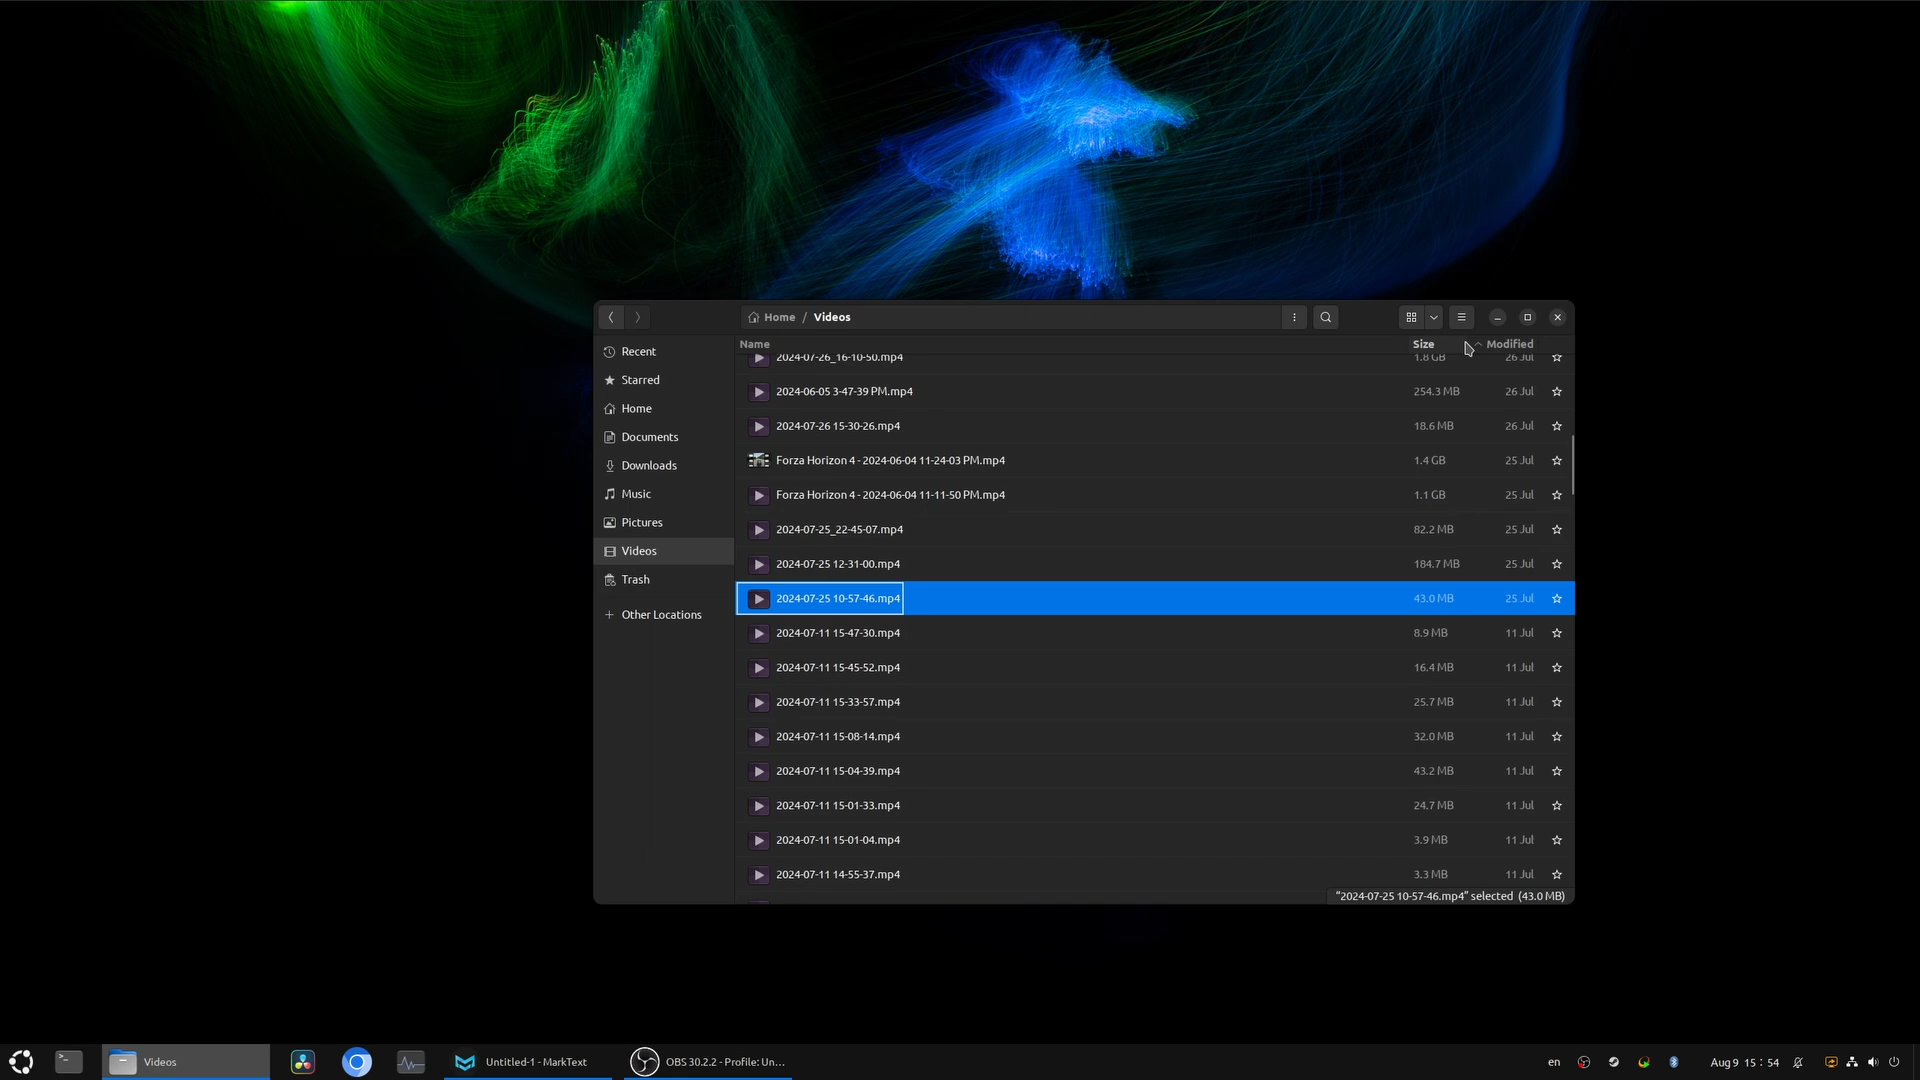 Home / Videos
Name Size Modified
Recent
Starred
Home
Documents
Downloads
Music
Pictures
Videos
Trash
Other Locations
2024-07-26_16-10-50.mp4 1.8 GB 26 Jul
2024-06-05 3-47-39 PM.mp4 254.3 MB 26 Jul
2024-07-26 15-30-26.mp4 18.6 MB 26 Jul
Forza Horizon 4 - 2024-06-04 11-24-03 PM.mp4 1.4 GB 25 Jul
Forza Horizon 4 - 2024-06-04 11-11-50 PM.mp4 1.1 GB 25 Jul
2024-07-25_22-45-07.mp4 82.2 MB 25 Jul
2024-07-25 12-31-00.mp4 184.7 MB 25 Jul
2024-07-25 10-57-46.mp4 43.0 MB 25 Jul
2024-07-11 15-47-30.mp4 8.9 MB 11 Jul
2024-07-11 15-45-52.mp4 16.4 MB 11 Jul
2024-07-11 15-33-57.mp4 25.7 MB 11 Jul
2024-07-11 15-08-14.mp4 32.0 MB 11 Jul
2024-07-11 15-04-39.mp4 43.2 MB 11 Jul
2024-07-11 15-01-33.mp4 24.7 MB 11 Jul
2024-07-11 15-01-04.mp4 3.9 MB 11 Jul
2024-07-11 14-55-37.mp4 3.3 MB 11 Jul
“2024-07-25 10-57-46.mp4” selected (43.0 MB)
Videos Untitled-1 - MarkText OBS 30.2.2 - Profile: Un... en Aug 9 15 : 54